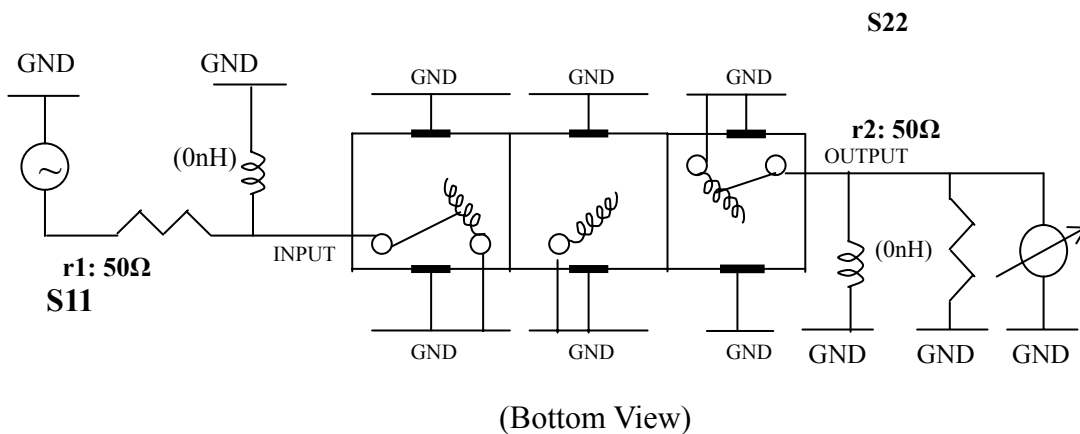 S22
GND
GND
GND
GND
GND
r2: 50Ω
OUTPUT
(0nH)
~
INPUT
(0nH)
r1: 50Ω
S11
GND
GND
GND
GND
GND
GND
(Bottom View)